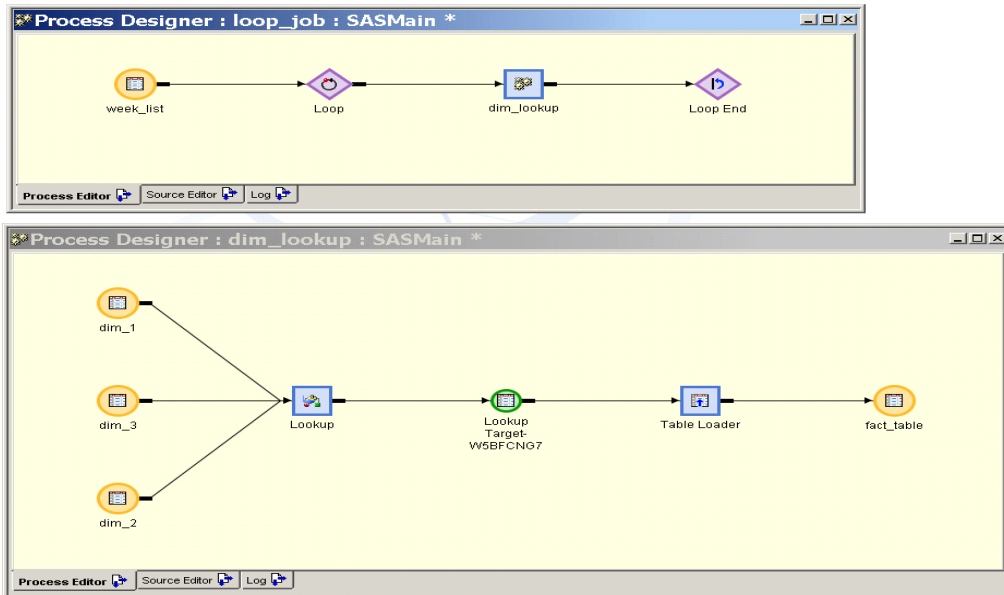 Process Designer : loop_job : SASMain *
week_list
Loop
dim_lookup
Loop End
Process Editor
Source Editor
Log
Process Designer : dim_lookup : SASMain *
dim_1
dim_3
Lookup
Lookup
Target-
W5BFCNG7
Table Loader
fact_table
dim_2
Process Editor
Source Editor
Log